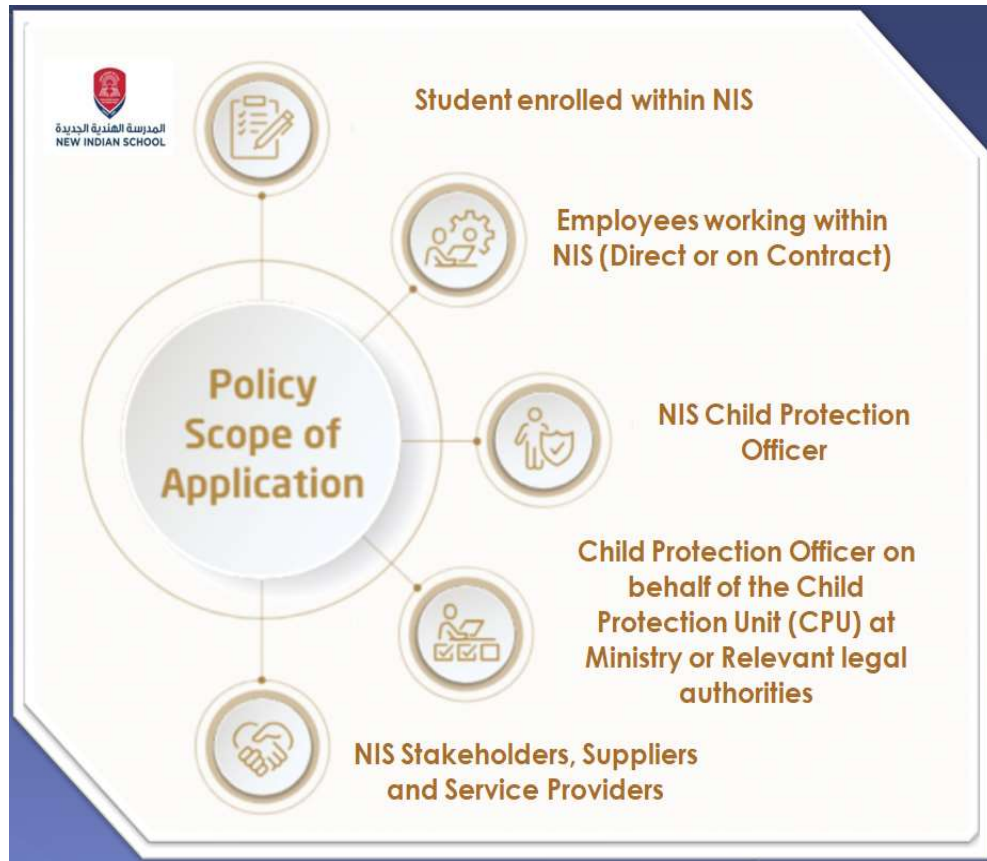 المدرسة الهندية الجديدة
NEW INDIAN SCHOOL
Student enrolled within NIS
Employees working within
NIS (Direct or on Contract)
Policy
Scope of
Application
NIS Child Protection
Officer
Child Protection Officer on
behalf of the Child
Protection Unit (CPU) at
Ministry or Relevant legal
authorities
NIS Stakeholders, Suppliers
and Service Providers